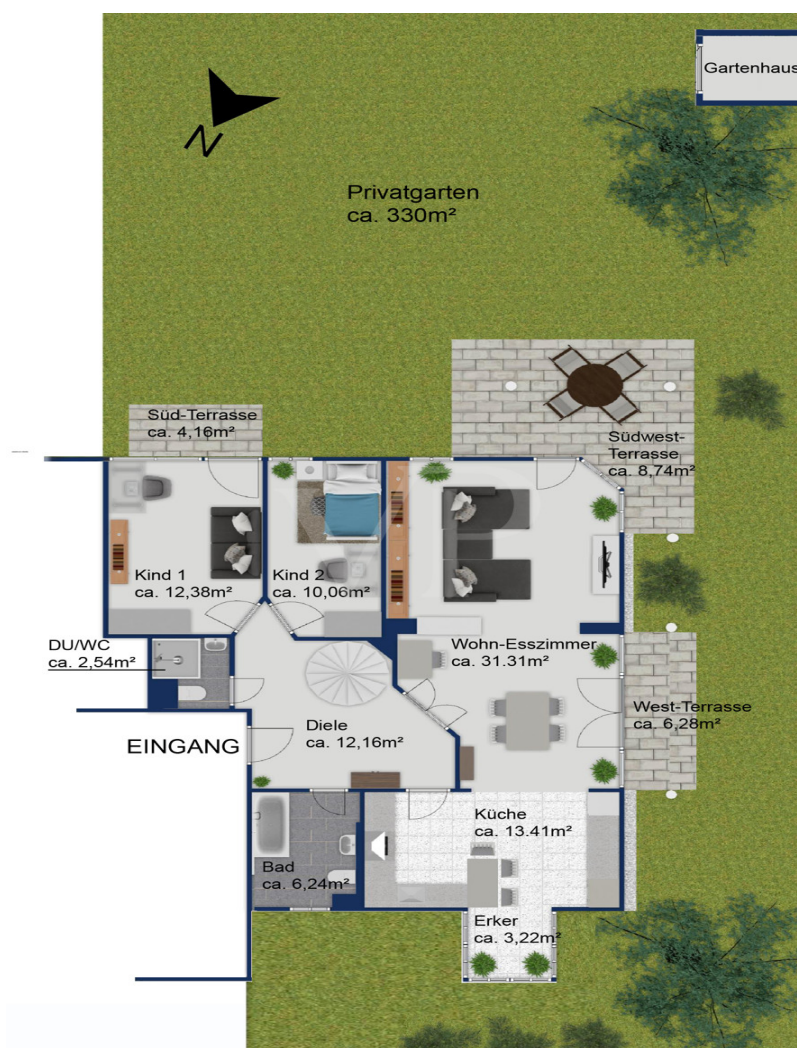 Gartenhaus
N
Privatgarten
ca. 330m²
Süd-Terrasse
ca. 4,16m²
Südwest-
Terrasse
ca. 8,74m²
Kind 1
ca. 12,38m²
Kind 2
ca. 10,06m²
DU/WC
ca. 2,54m²
Wohn-Esszimmer
ca. 31.31m²
West-Terrasse
ca. 6,28m²
Diele
ca. 12,16m²
EINGANG
Küche
ca. 13.41m²
Bad
ca. 6,24m²
Erker
ca. 3,22m²